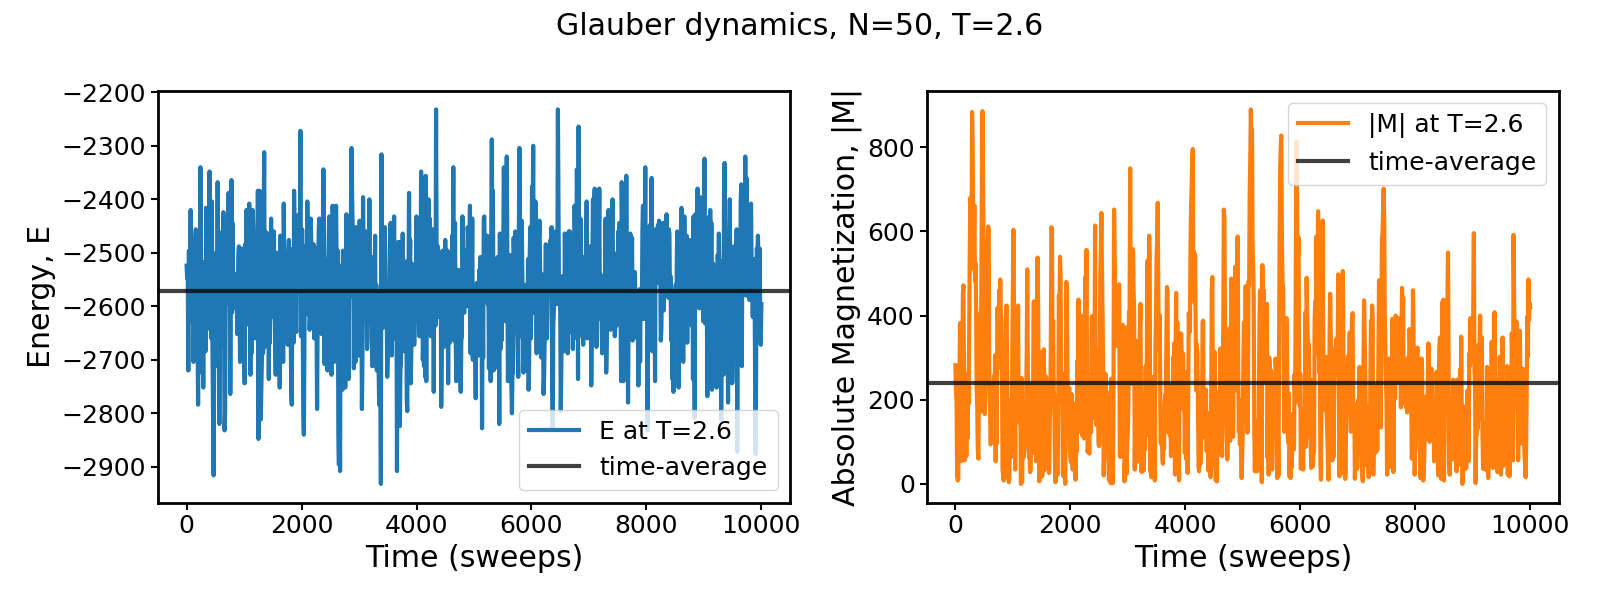 Glauber dynamics, N=50, T=2.6
Energy, E
−2200
−2300
−2400
−2500
−2600
−2700
−2800
−2900
E at T=2.6
time-average
0 2000 4000 6000 8000 10000
Time (sweeps)
Absolute Magnetization, |M|
800
600
400
200
0
|M| at T=2.6
time-average
0 2000 4000 6000 8000 10000
Time (sweeps)